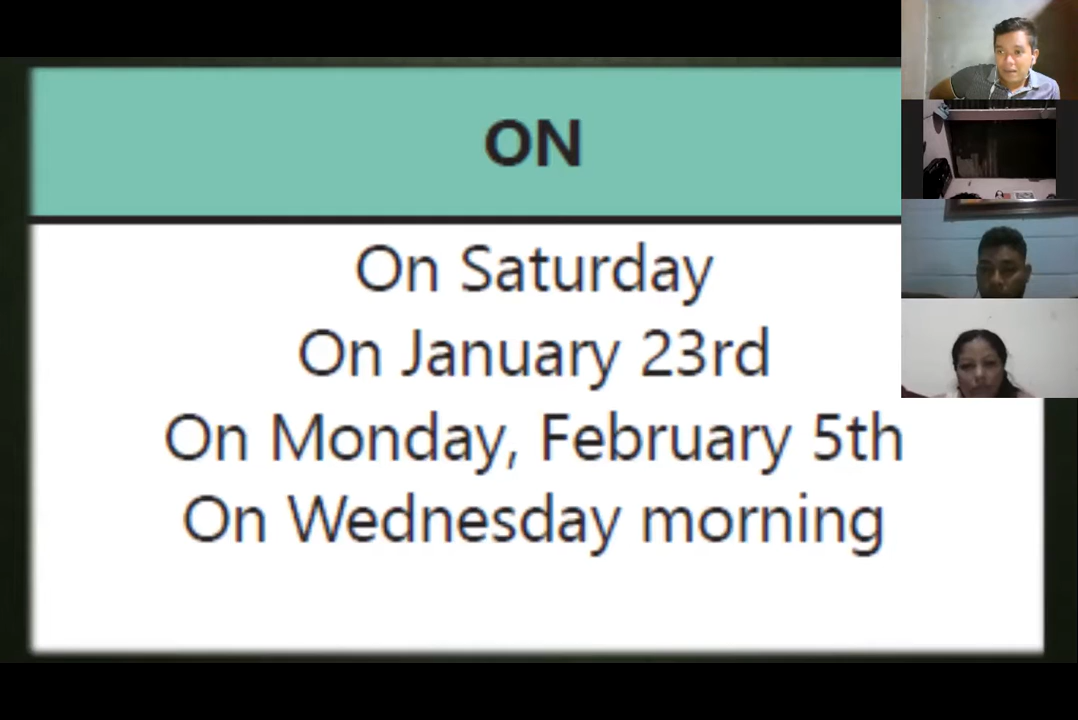 ON
On Saturday
On January 23rd
On Monday, February 5th
On Wednesday morning